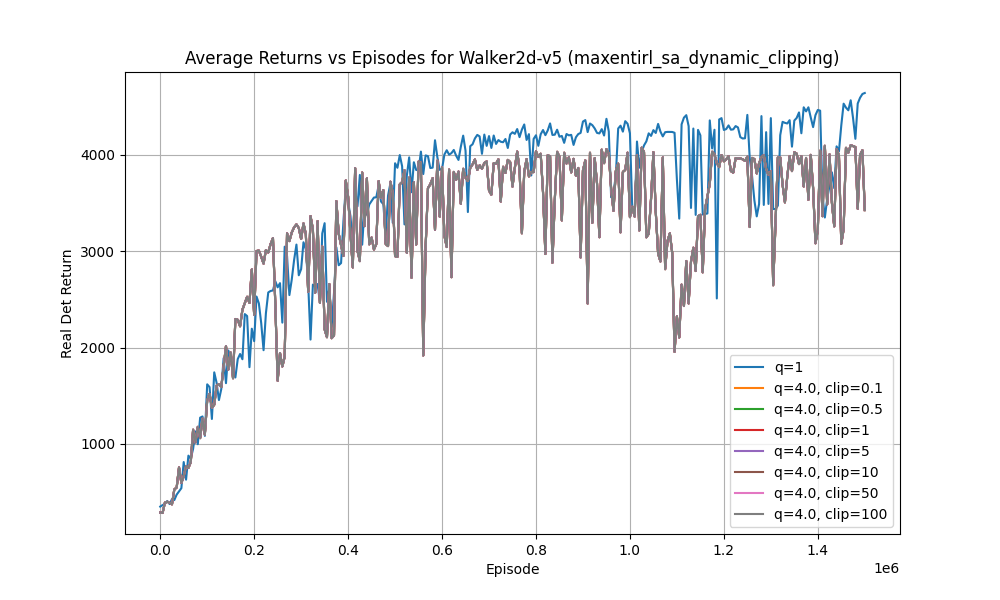 Average Returns vs Episodes for Walker2d-v5 (maxentirl_sa_dynamic_clipping)
Real Det Return
4000
3000
2000
1000
q=1
q=4.0, clip=0.1
q=4.0, clip=0.5
q=4.0, clip=1
q=4.0, clip=5
q=4.0, clip=10
q=4.0, clip=50
q=4.0, clip=100
0.0 0.2 0.4 0.6 0.8 1.0 1.2 1.4
1e6
Episode